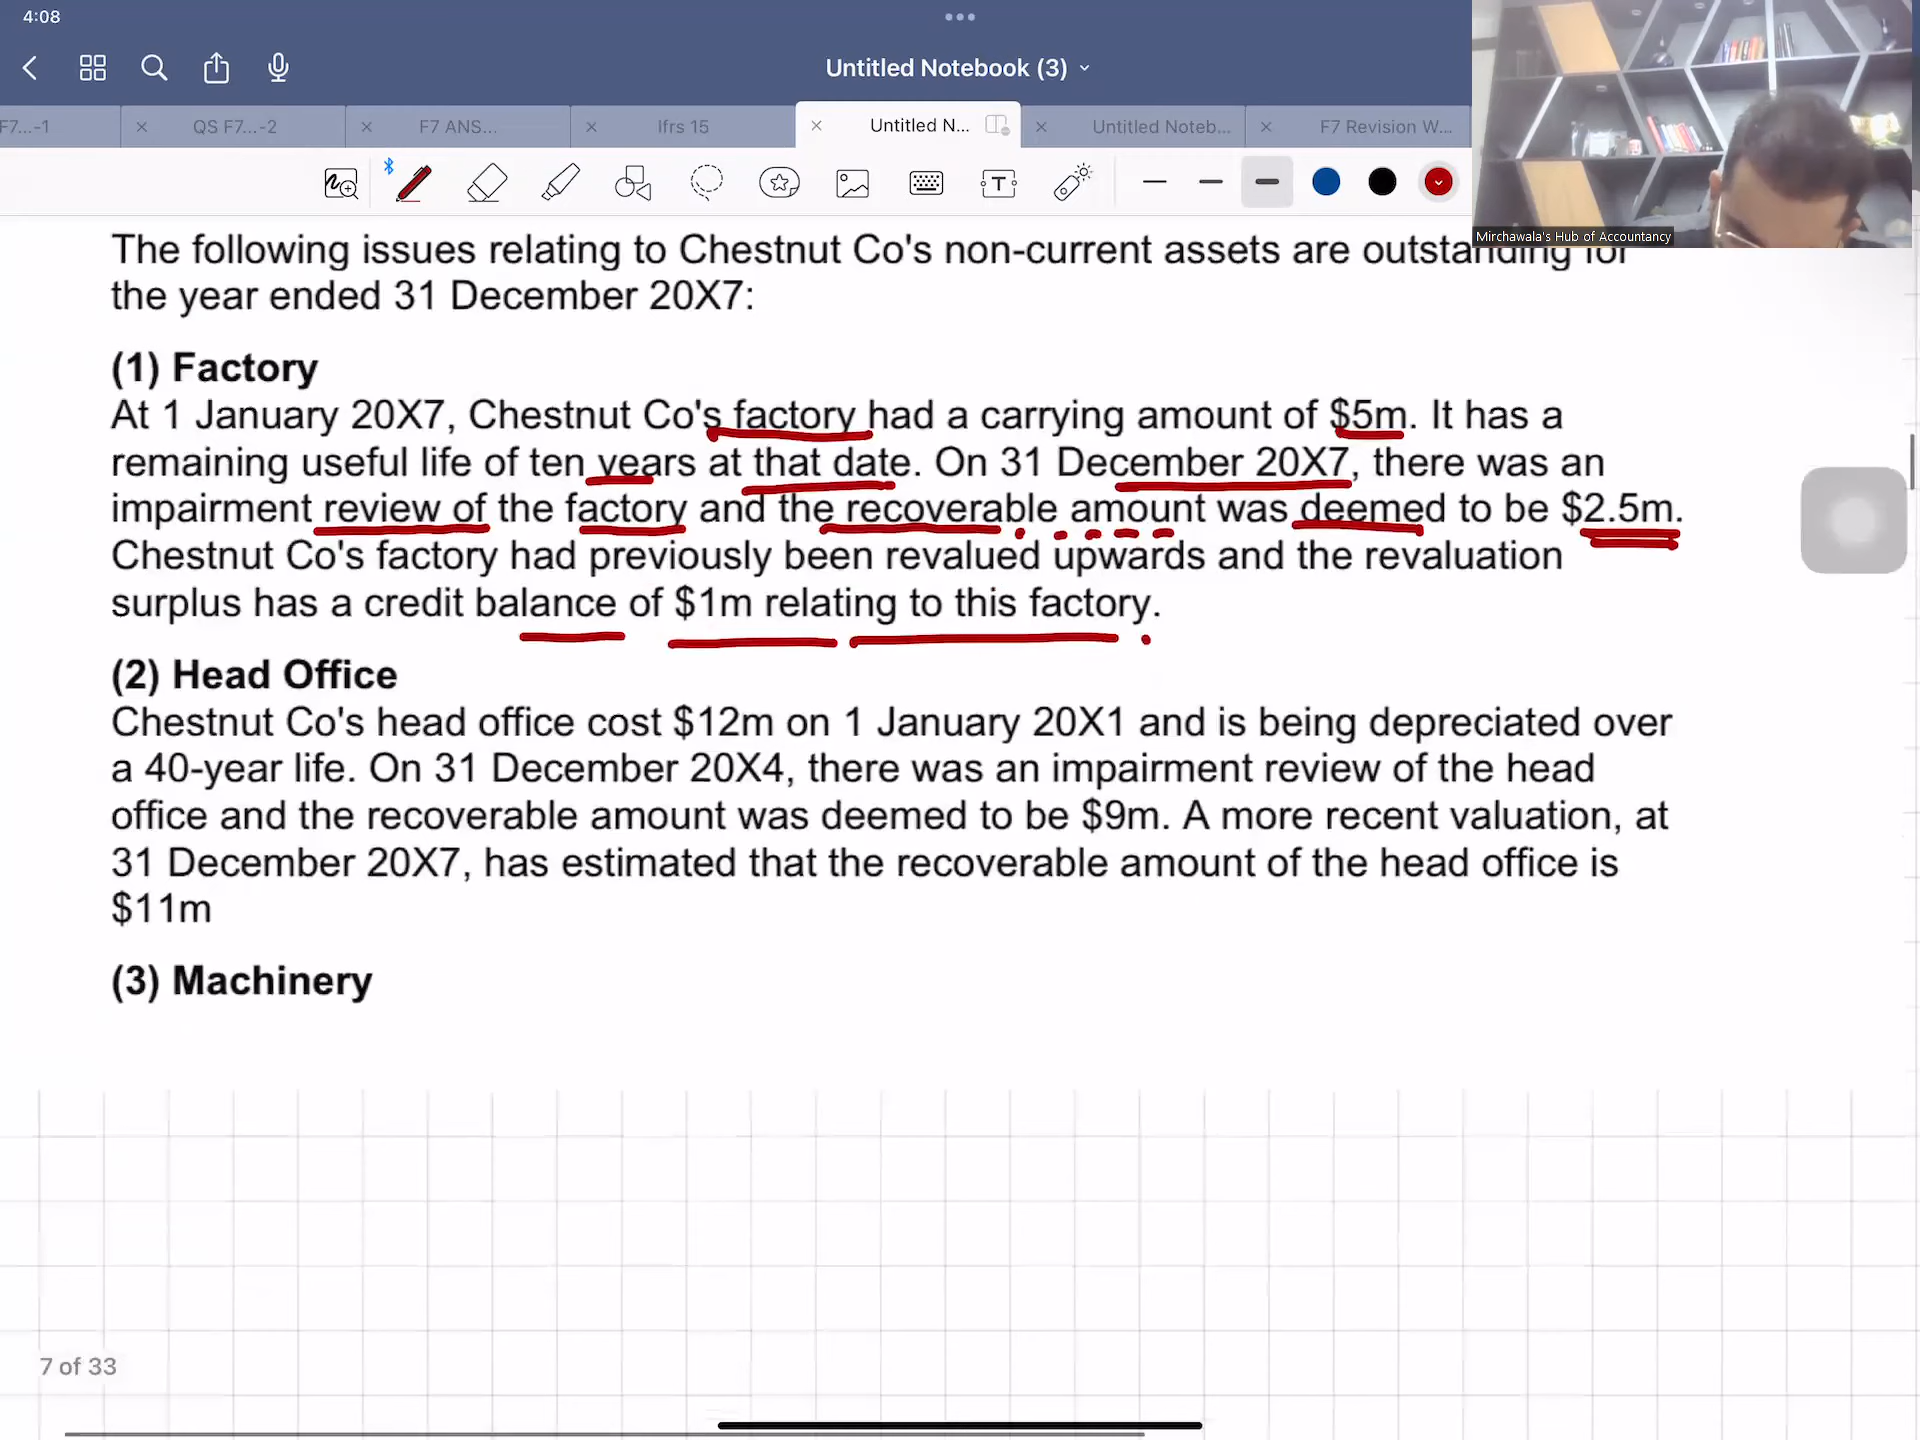 4:08
Untitled Notebook (3)
F7...-1
QS F7...-2
F7 ANS...
Ifrs 15
Untitled N...
Untitled Noteb...
F7 Revision W...
T
Mirchawala's Hub of Accountancy
The following issues relating to Chestnut Co's non-current assets are outstanding for
the year ended 31 December 20X7:
(1) Factory
At 1 January 20X7, Chestnut Co's factory had a carrying amount of $5m. It has a
remaining useful life of ten years at that date. On 31 December 20X7, there was an
impairment review of the factory and the recoverable amount was deemed to be $2.5m.
Chestnut Co's factory had previously been revalued upwards and the revaluation
surplus has a credit balance of $1m relating to this factory.
(2) Head Office
Chestnut Co's head office cost $12m on 1 January 20X1 and is being depreciated over
a 40-year life. On 31 December 20X4, there was an impairment review of the head
office and the recoverable amount was deemed to be $9m. A more recent valuation, at
31 December 20X7, has estimated that the recoverable amount of the head office is
$11m
(3) Machinery
7 of 33